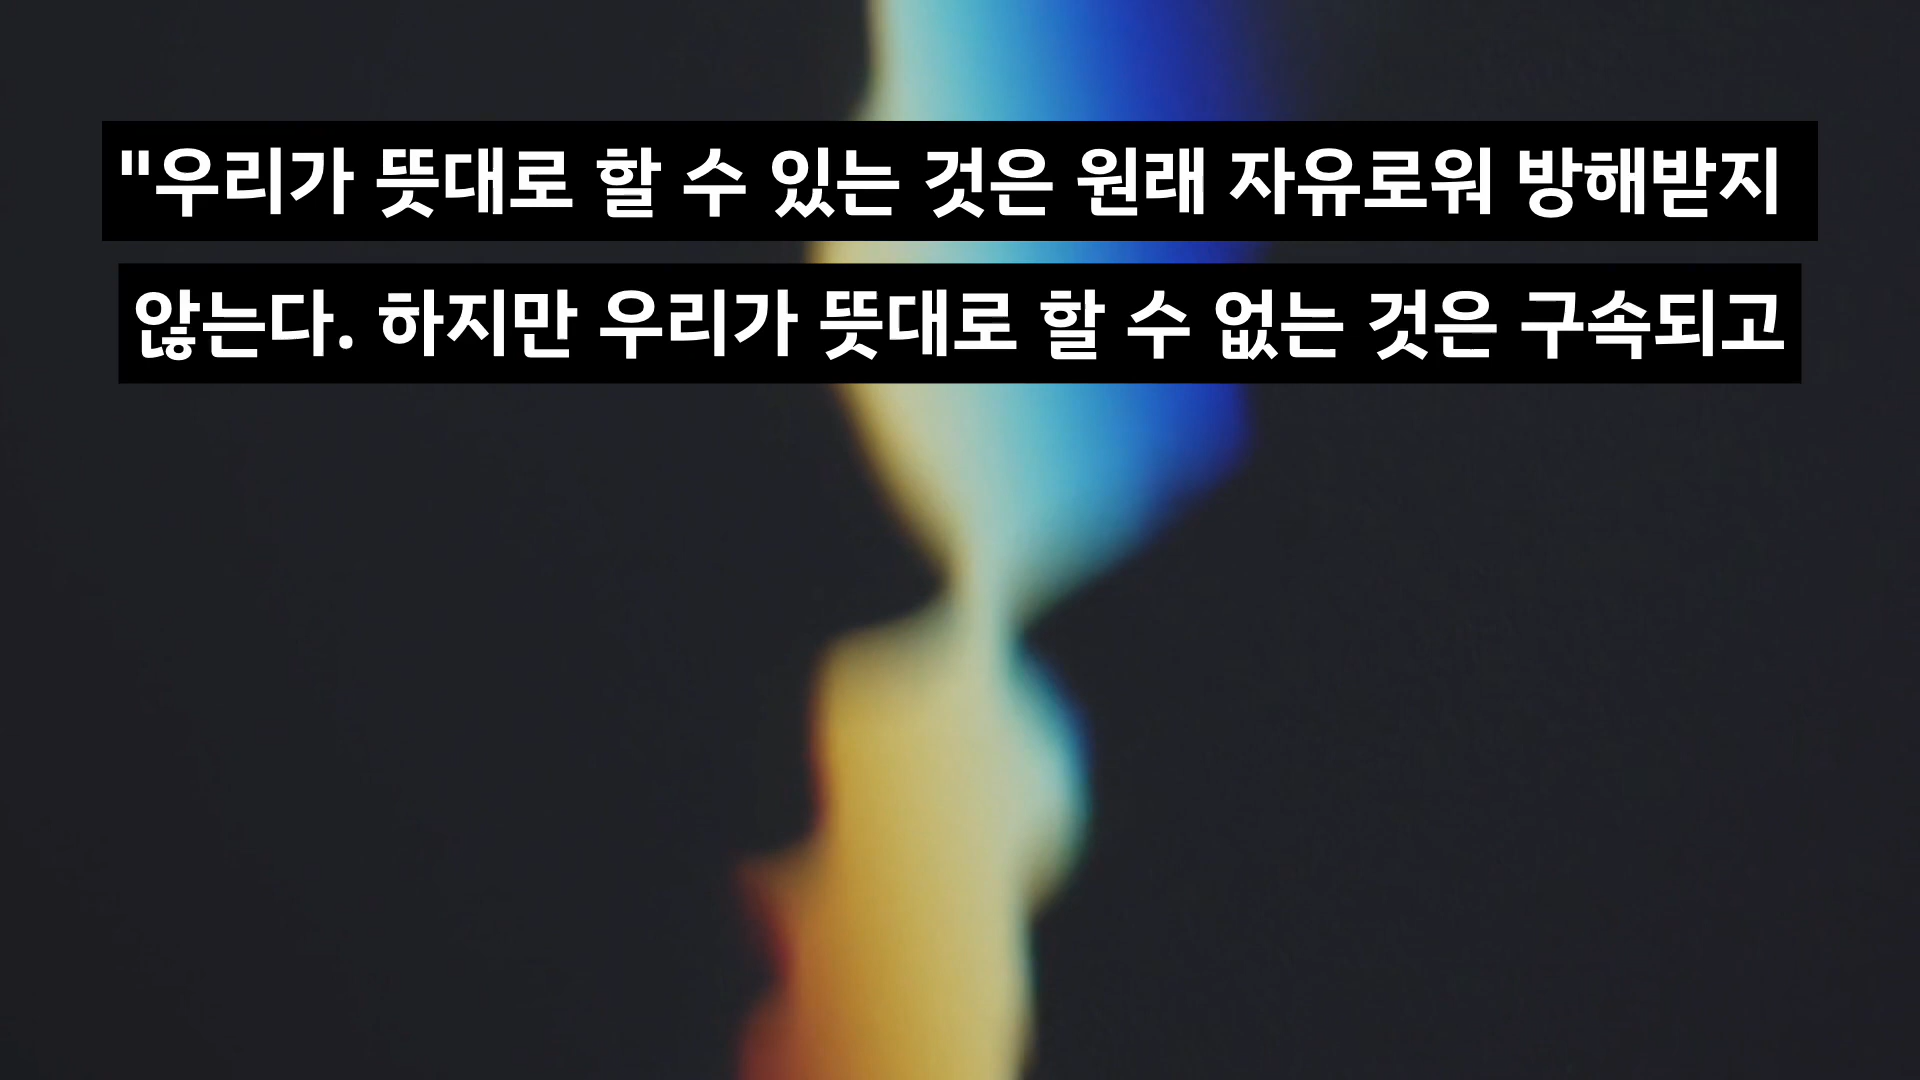 "우리가 뜻대로 할 수 있는 것은 원래 자유로워 방해받지
않는다. 하지만 우리가 뜻대로 할 수 없는 것은 구속되고